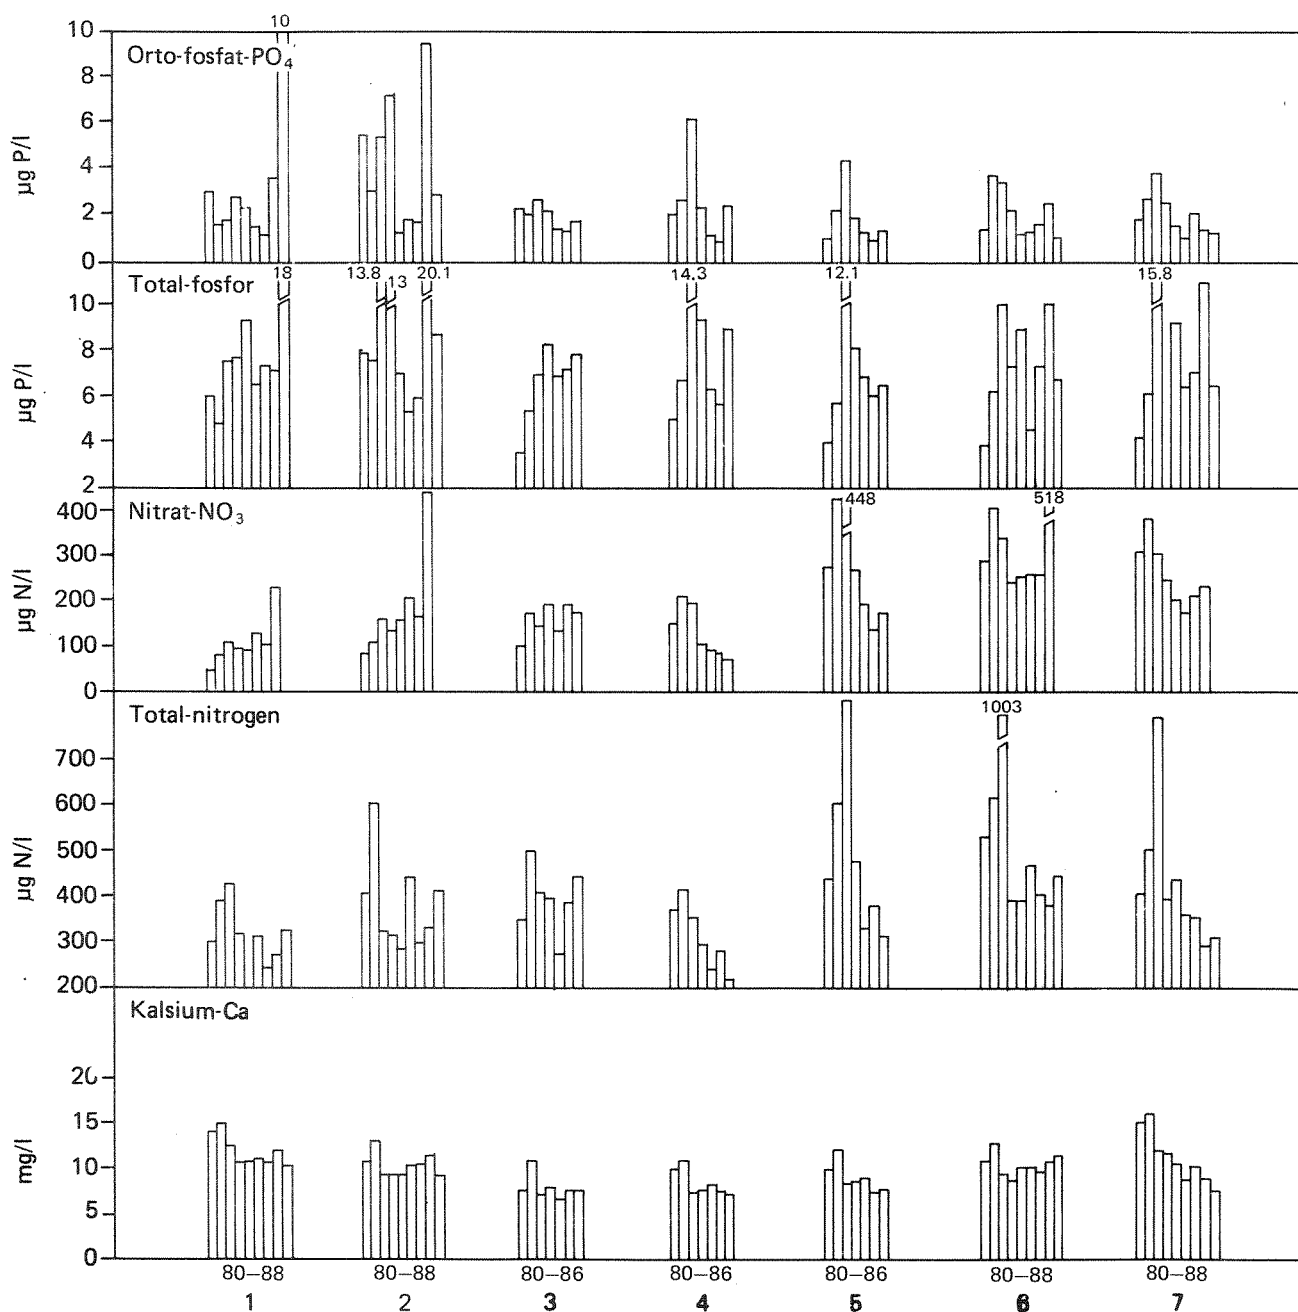 10
10
Orto-fosfat-PO₄
8
6
µg P/l
4
2
0
13.8 13 20.1
18
14.3 12.1 15.8
Total-fosfor
10
8
µg P/l
6
4
2
448 518
Nitrat-NO₃
400
300
µg N/l
200
100
0
1003
Total-nitrogen
700
600
500
µg N/l
400
300
200
Kalsium-Ca
20
15
mg/l
10
5
0
80–88 80–88 80–86 80–86 80–86 80–88 80–88
1 2 3 4 5 6 7